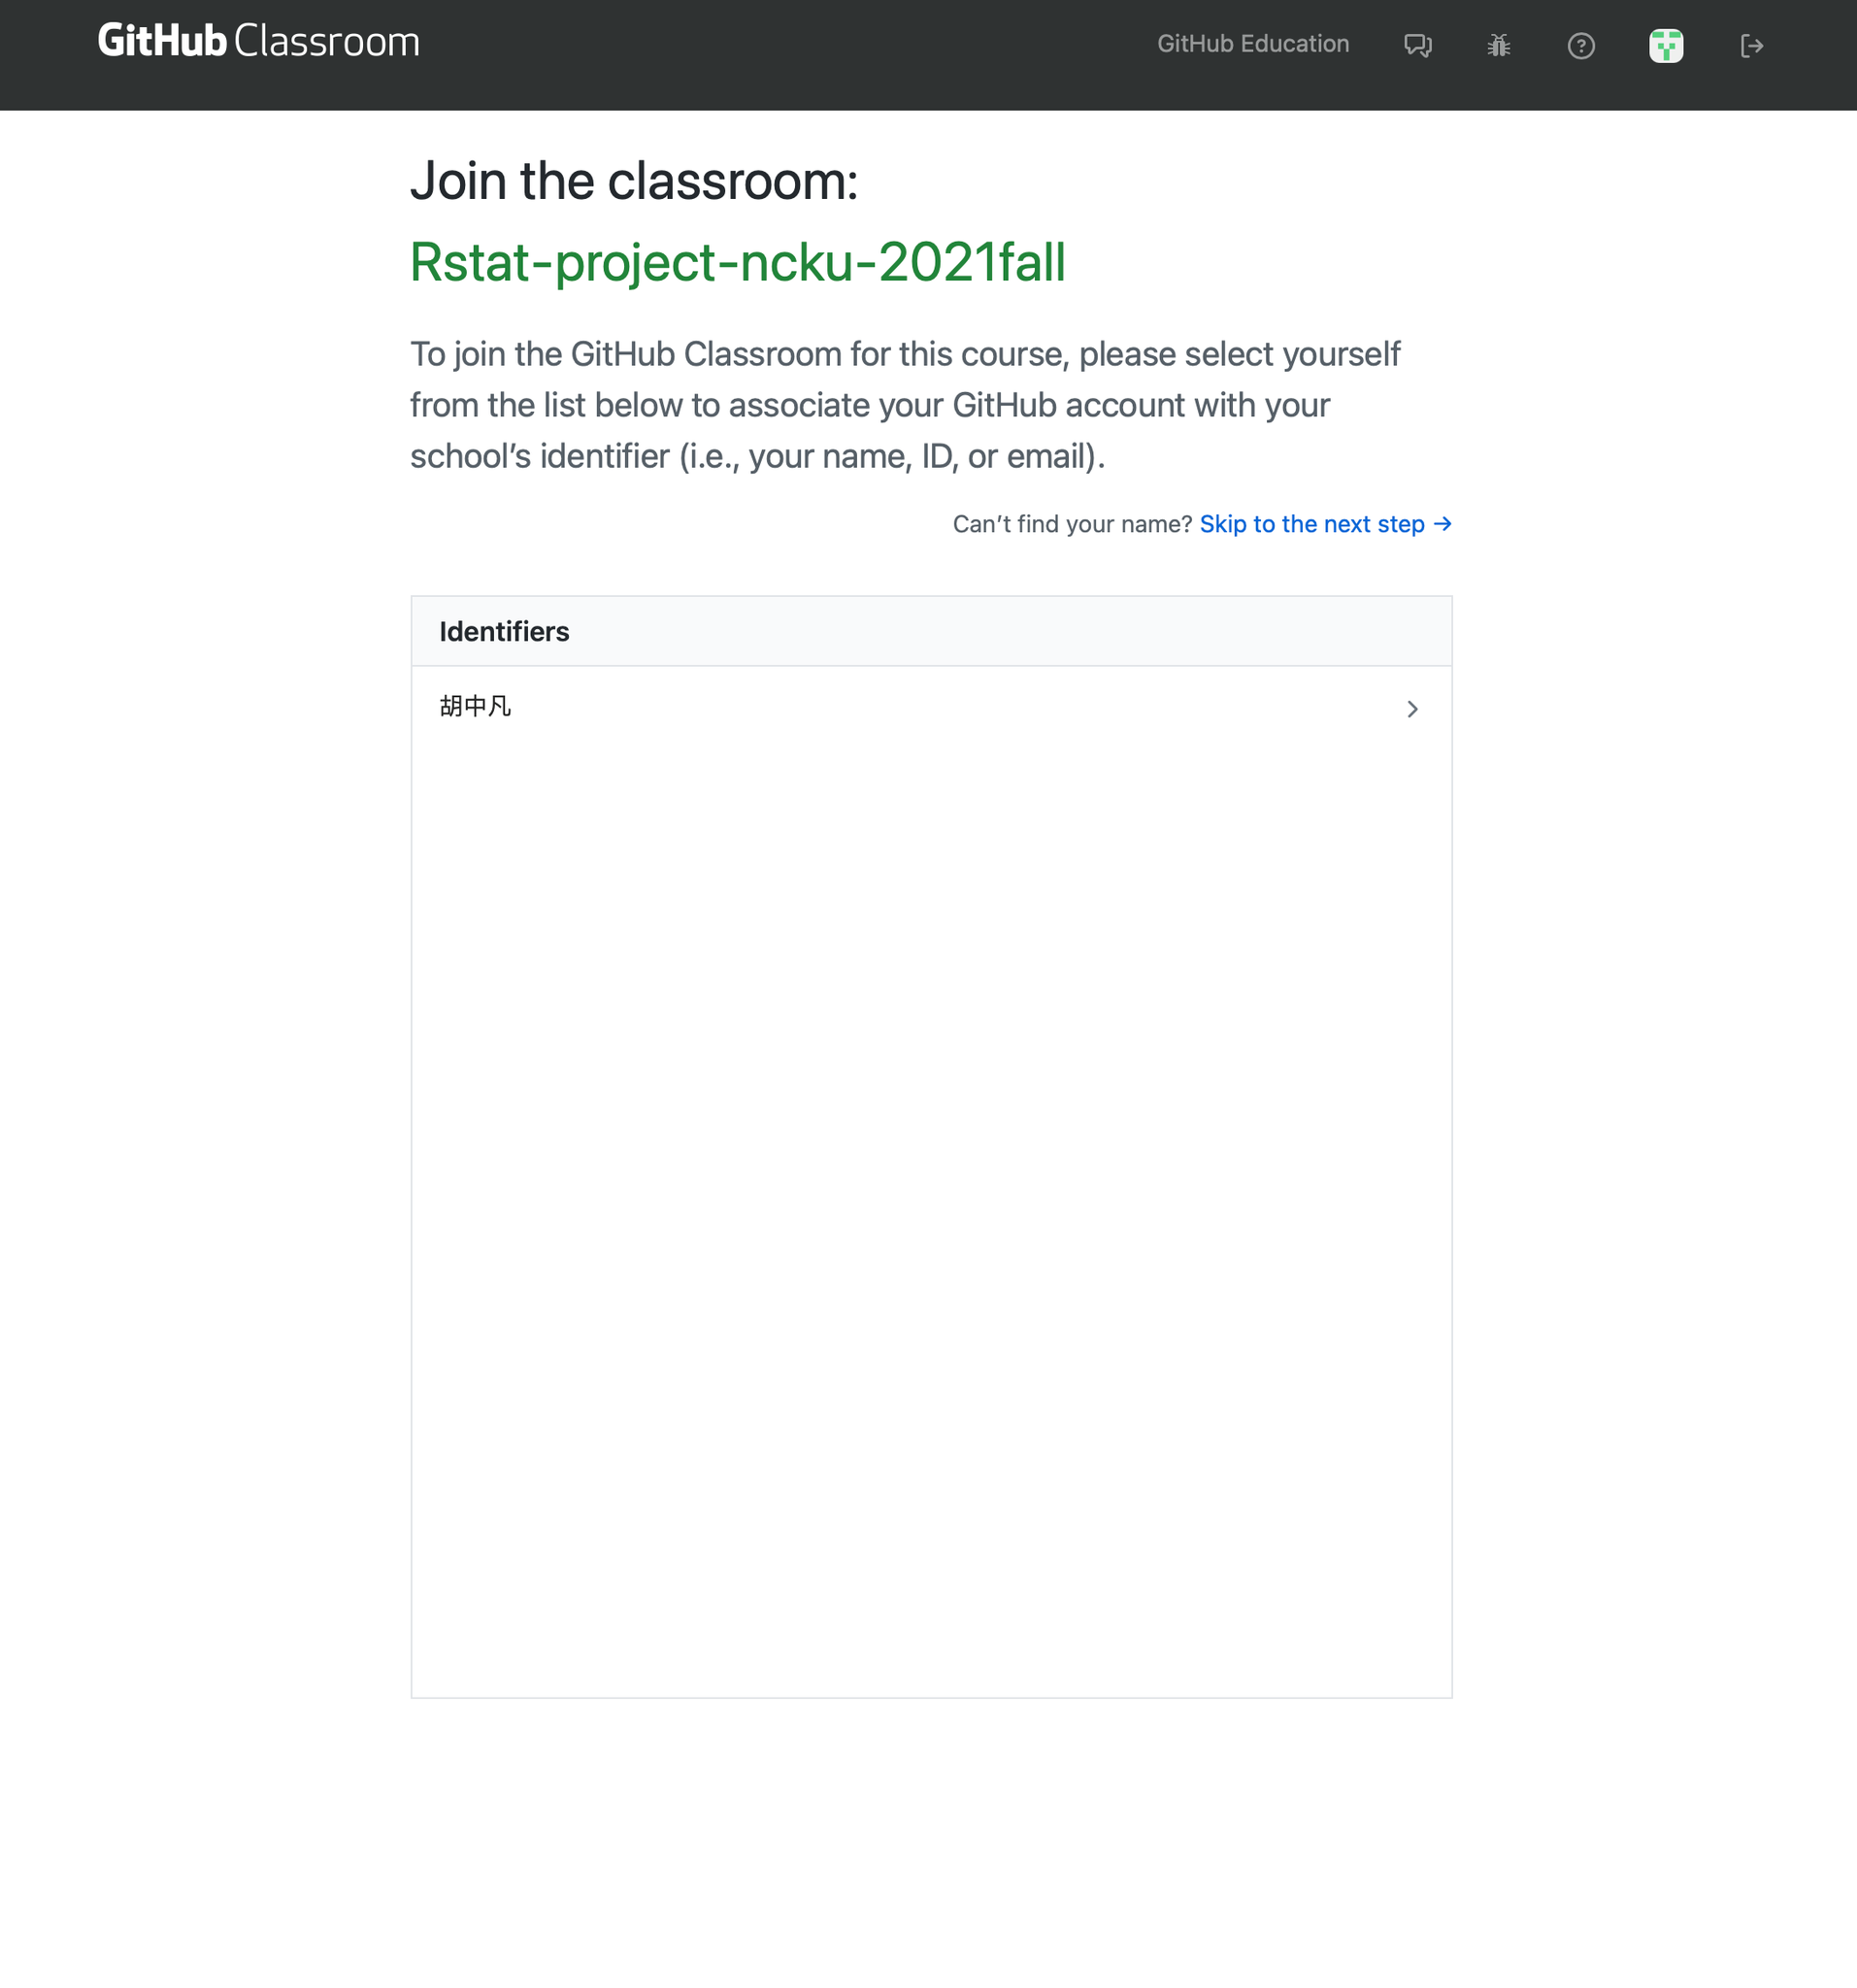 GitHub Classroom
GitHub Education
Join the classroom:
Rstat-project-ncku-2021fall
To join the GitHub Classroom for this course, please select yourself
from the list below to associate your GitHub account with your
school’s identifier (i.e., your name, ID, or email).
Can’t find your name? Skip to the next step →
Identifiers
胡中凡